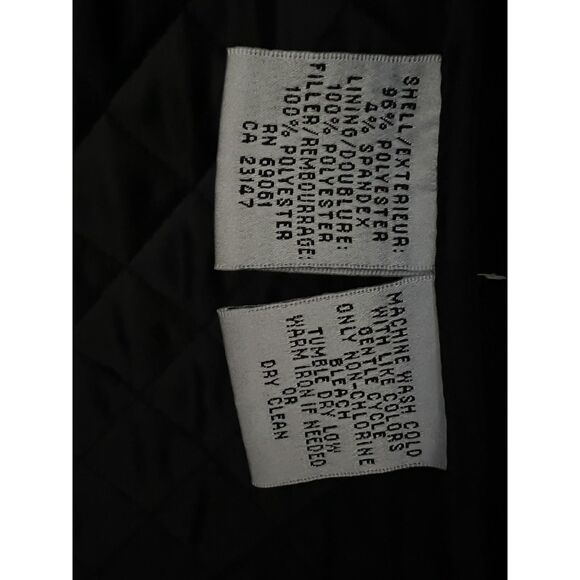 SHELL/EXTERIEUR:
96% POLYESTER
4% SPANDEX
LINING/DOUBLURE:
100% POLYESTER
FILLER/REMBOURRAGE:
100% POLYESTER
RN 69061
CA 23147
MACHINE WASH COLD
WITH LIKE COLORS
GENTLE CYCLE
ONLY NON-CHLORINE
BLEACH
TUMBLE DRY LOW
WARM IRON IF NEEDED
OR
DRY CLEAN